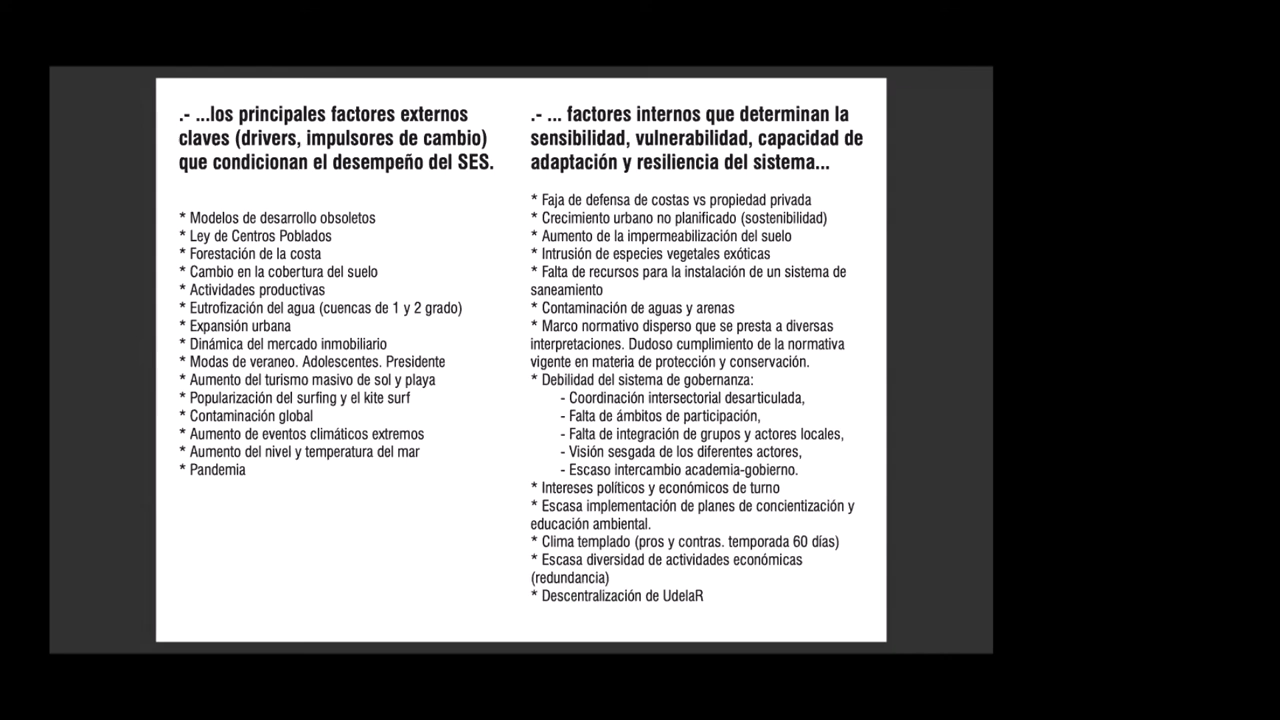 .- ...los principales factores externos
claves (drivers, impulsores de cambio)
que condicionan el desempeño del SES.
* Modelos de desarrollo obsoletos
* Ley de Centros Poblados
* Forestación de la costa
* Cambio en la cobertura del suelo
* Actividades productivas
* Eutrofización del agua (cuencas de 1 y 2 grado)
* Expansión urbana
* Dinámica del mercado inmobiliario
* Modas de veraneo. Adolescentes. Presidente
* Aumento del turismo masivo de sol y playa
* Popularización del surfing y el kite surf
* Contaminación global
* Aumento de eventos climáticos extremos
* Aumento del nivel y temperatura del mar
* Pandemia
.- ... factores internos que determinan la
sensibilidad, vulnerabilidad, capacidad de
adaptación y resiliencia del sistema...
* Faja de defensa de costas vs propiedad privada
* Crecimiento urbano no planificado (sostenibilidad)
* Aumento de la impermeabilización del suelo
* Intrusión de especies vegetales exóticas
* Falta de recursos para la instalación de un sistema de
saneamiento
* Contaminación de aguas y arenas
* Marco normativo disperso que se presta a diversas
interpretaciones. Dudoso cumplimiento de la normativa
vigente en materia de protección y conservación.
* Debilidad del sistema de gobernanza:
- Coordinación intersectorial desarticulada,
- Falta de ámbitos de participación,
- Falta de integración de grupos y actores locales,
- Visión sesgada de los diferentes actores,
- Escaso intercambio academia-gobierno.
* Intereses políticos y económicos de turno
* Escasa implementación de planes de concientización y
educación ambiental.
* Clima templado (pros y contras. temporada 60 días)
* Escasa diversidad de actividades económicas
(redundancia)
* Descentralización de UdelaR